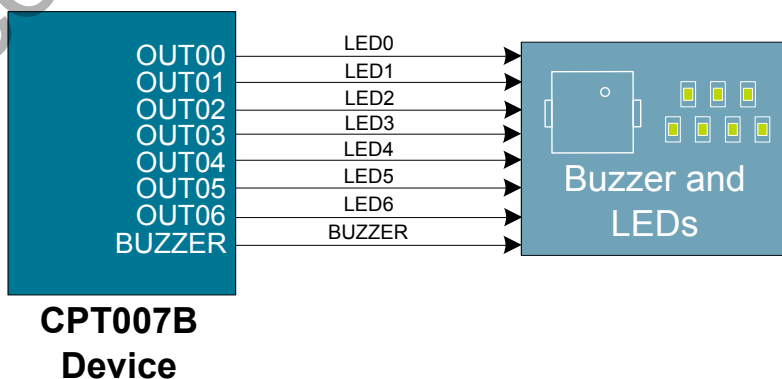 OUT00
OUT01
OUT02
OUT03
OUT04
OUT05
OUT06
BUZZER
LED0
LED1
LED2
LED3
LED4
LED5
LED6
BUZZER
Buzzer and
LEDs
CPT007B
Device